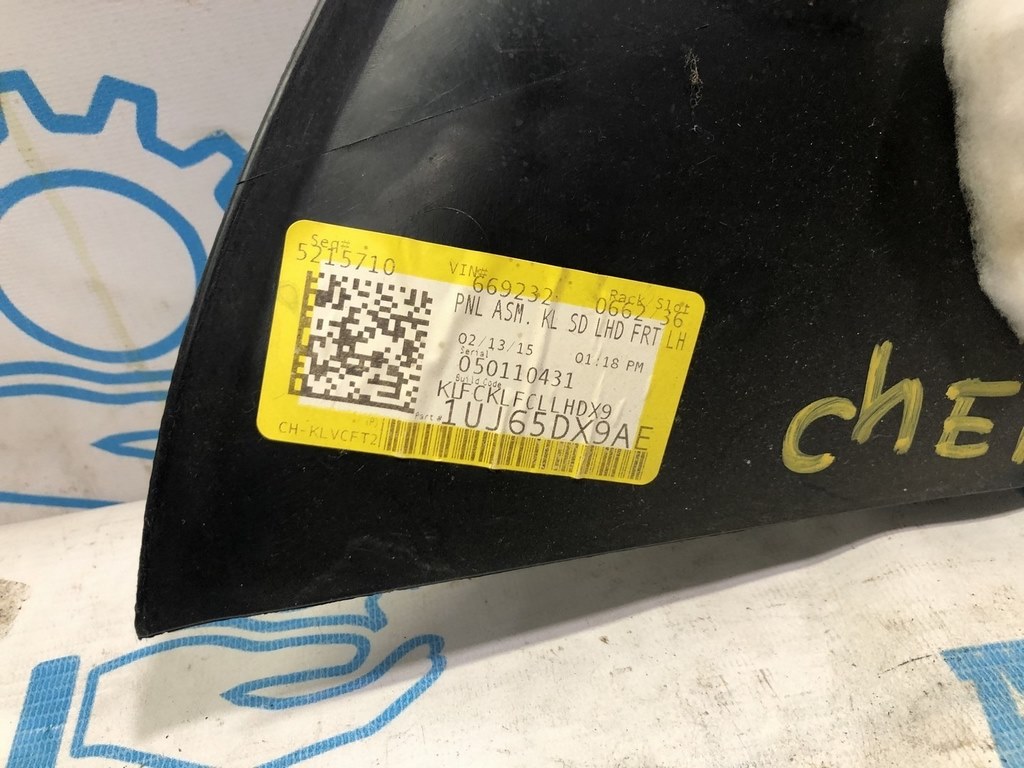 Seq#
5215710
VIN#
669232
Rack/Slot
0662/36
PNL ASM. KL SD LHD FRT LH
02/13/15 01:18 PM
Serial
050110431
Build Code
KLFCKLFCLLHDX9
Part#
1UJ65DX9AE
CH-KLVCFT2
CHE